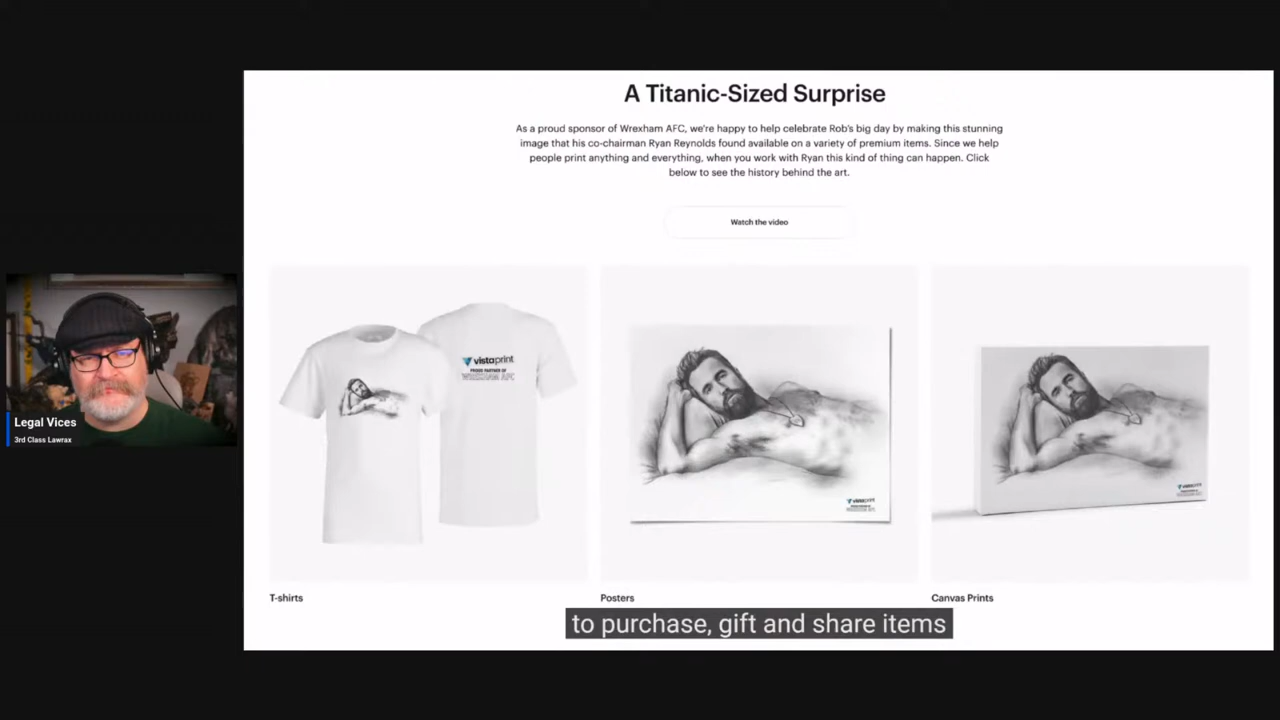 A Titanic-Sized Surprise
As a proud sponsor of Wrexham AFC, we're happy to help celebrate Rob's big day by making this stunning
image that his co-chairman Ryan Reynolds found available on a variety of premium items. Since we help
people print anything and everything, when you work with Ryan this kind of thing can happen. Click
below to see the history behind the art.
Watch the video
vistaprint
PROUD PARTNER OF
WREXHAM AFC
Legal Vices
3rd Class Lawrax
vistaprint
vistaprint
T-shirts
Posters
Canvas Prints
to purchase, gift and share items